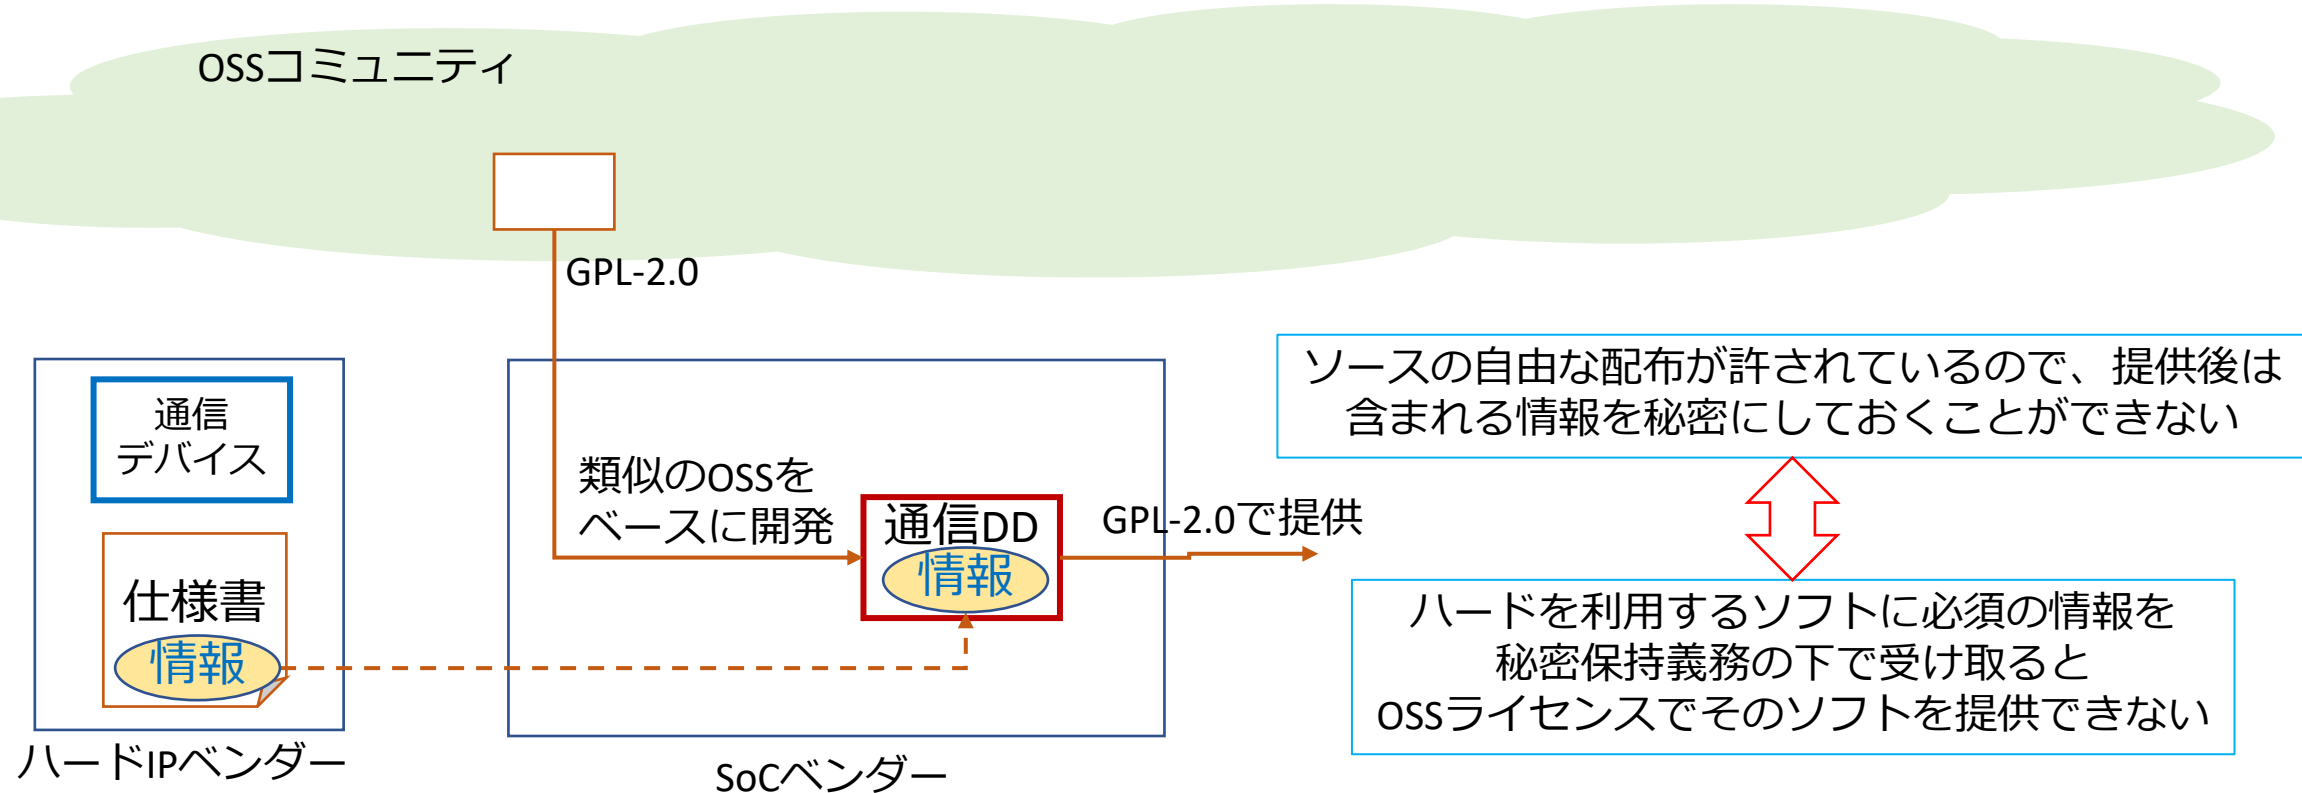 OSSコミュニティ
GPL-2.0
通信
デバイス
仕様書
情報
ハードIPベンダー
類似のOSSを
ベースに開発
通信DD
情報
SoCベンダー
GPL-2.0で提供
ソースの自由な配布が許されているので、提供後は
含まれる情報を秘密にしておくことができない
ハードを利用するソフトに必須の情報を
秘密保持義務の下で受け取ると
OSSライセンスでそのソフトを提供できない